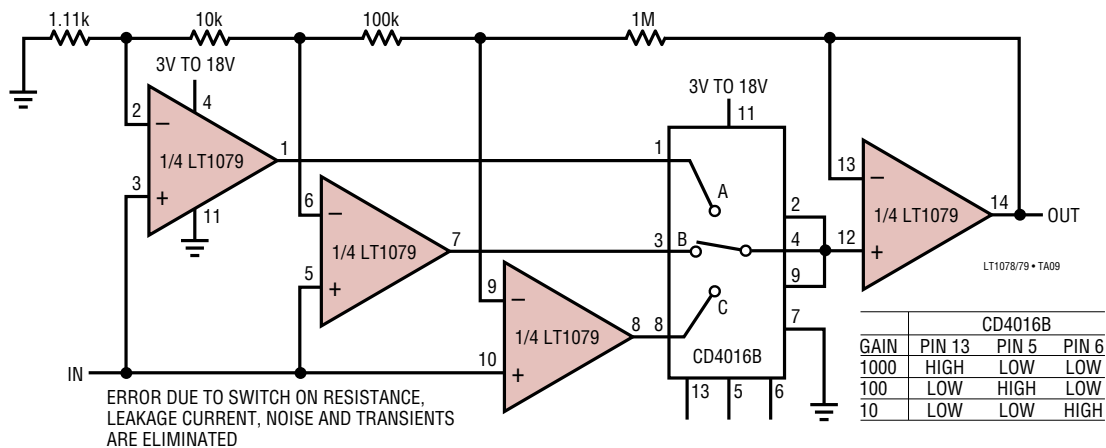 1.11k 10k 100k 1M
3V TO 18V
4
2
−
1/4 LT1079
1
3
+
11
6
−
1/4 LT1079
7
5
+
9
−
1/4 LT1079
8
10
+
IN
3V TO 18V
11
1
A
2
3
B
4
9
C
8
7
CD4016B
13 5 6
13
−
1/4 LT1079
14
OUT
12
+
LT1078/79 • TA09
CD4016B
GAIN PIN 13 PIN 5 PIN 6
1000 HIGH LOW LOW
100 LOW HIGH LOW
10 LOW LOW HIGH
ERROR DUE TO SWITCH ON RESISTANCE,
LEAKAGE CURRENT, NOISE AND TRANSIENTS
ARE ELIMINATED